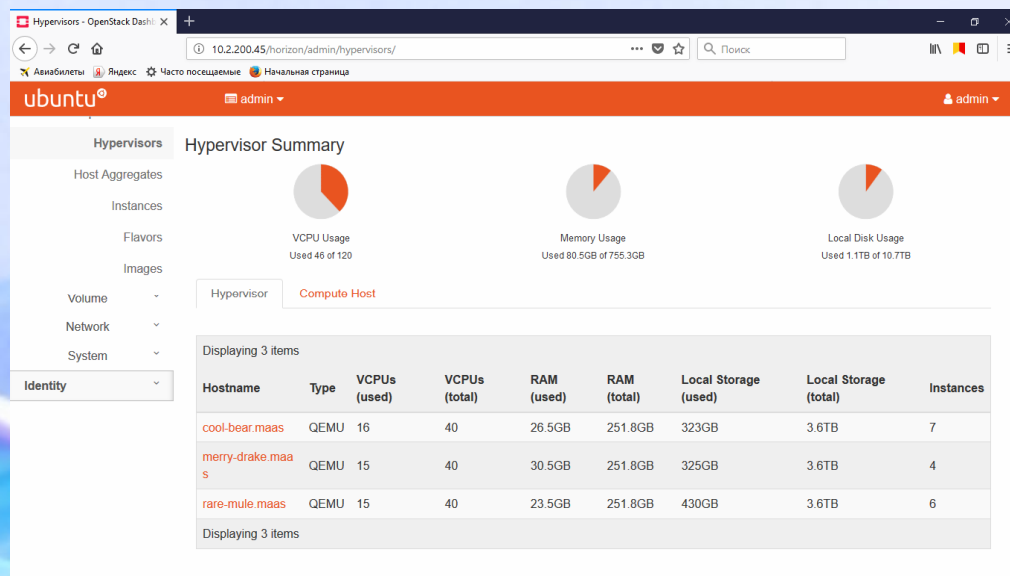 Hypervisors - OpenStack Dashb
10.2.200.45/horizon/admin/hypervisors/
Поиск
Авиабилеты Яндекс Часто посещаемые Начальная страница
ubuntu admin admin
Hypervisors
Host Aggregates
Instances
Flavors
Images
Volume
Network
System
Identity
Hypervisor Summary
VCPU Usage Memory Usage Local Disk Usage
Used 46 of 120 Used 80.5GB of 755.3GB Used 1.1TB of 10.7TB
Hypervisor Compute Host
Displaying 3 items
Hostname Type VCPUs (used) VCPUs (total) RAM (used) RAM (total) Local Storage (used) Local Storage (total) Instances
cool-bear.maas QEMU 16 40 26.5GB 251.8GB 323GB 3.6TB 7
merry-drake.maa
s QEMU 15 40 30.5GB 251.8GB 325GB 3.6TB 4
rare-mule.maas QEMU 15 40 23.5GB 251.8GB 430GB 3.6TB 6
Displaying 3 items